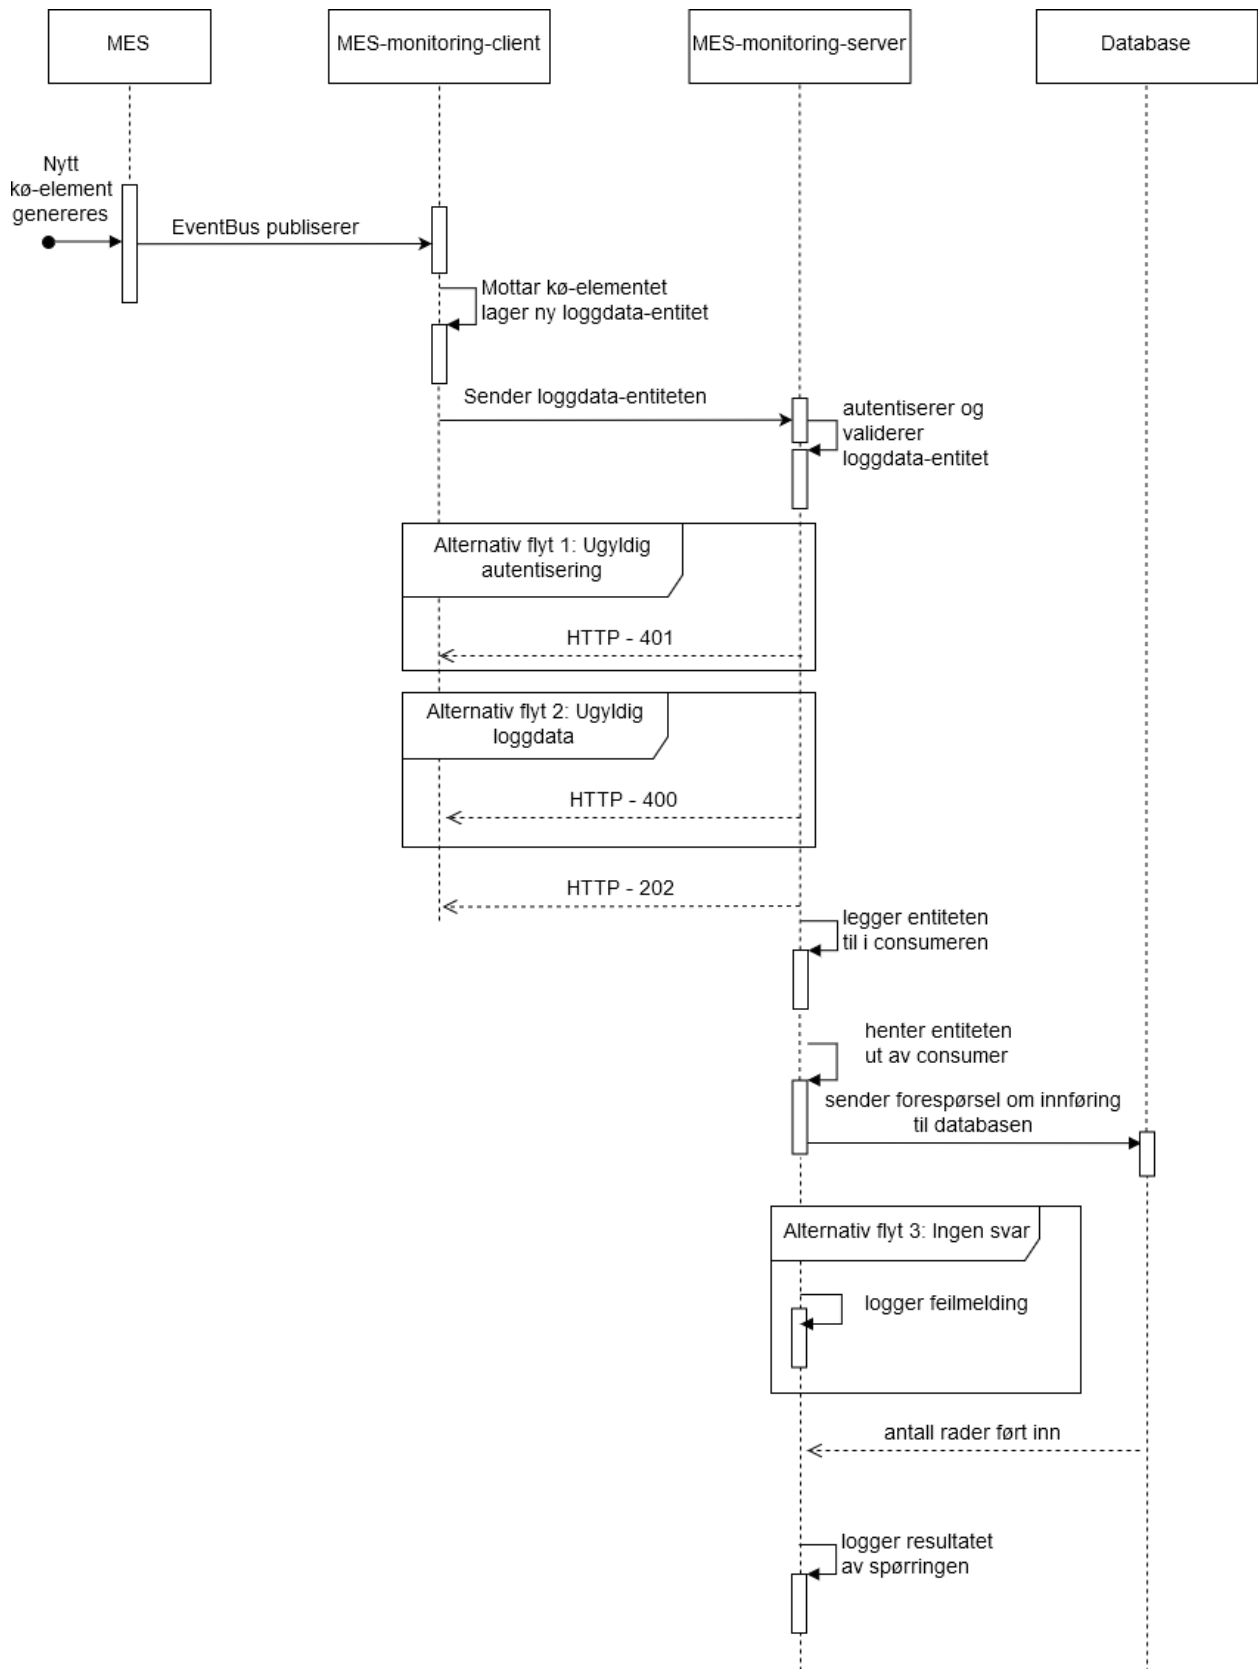 MES
MES-monitoring-client
MES-monitoring-server
Database
Nytt
kø-element
genereres
EventBus publiserer
Mottar kø-elementet
lager ny loggdata-entitet
Sender loggdata-entiteten
autentiserer og
validerer
loggdata-entitet
Alternativ flyt 1: Ugyldig
autentisering
HTTP - 401
Alternativ flyt 2: Ugyldig
loggdata
HTTP - 400
HTTP - 202
legger entiteten
til i consumeren
henter entiteten
ut av consumer
sender forespørsel om innføring
til databasen
Alternativ flyt 3: Ingen svar
logger feilmelding
antall rader ført inn
logger resultatet
av spørringen